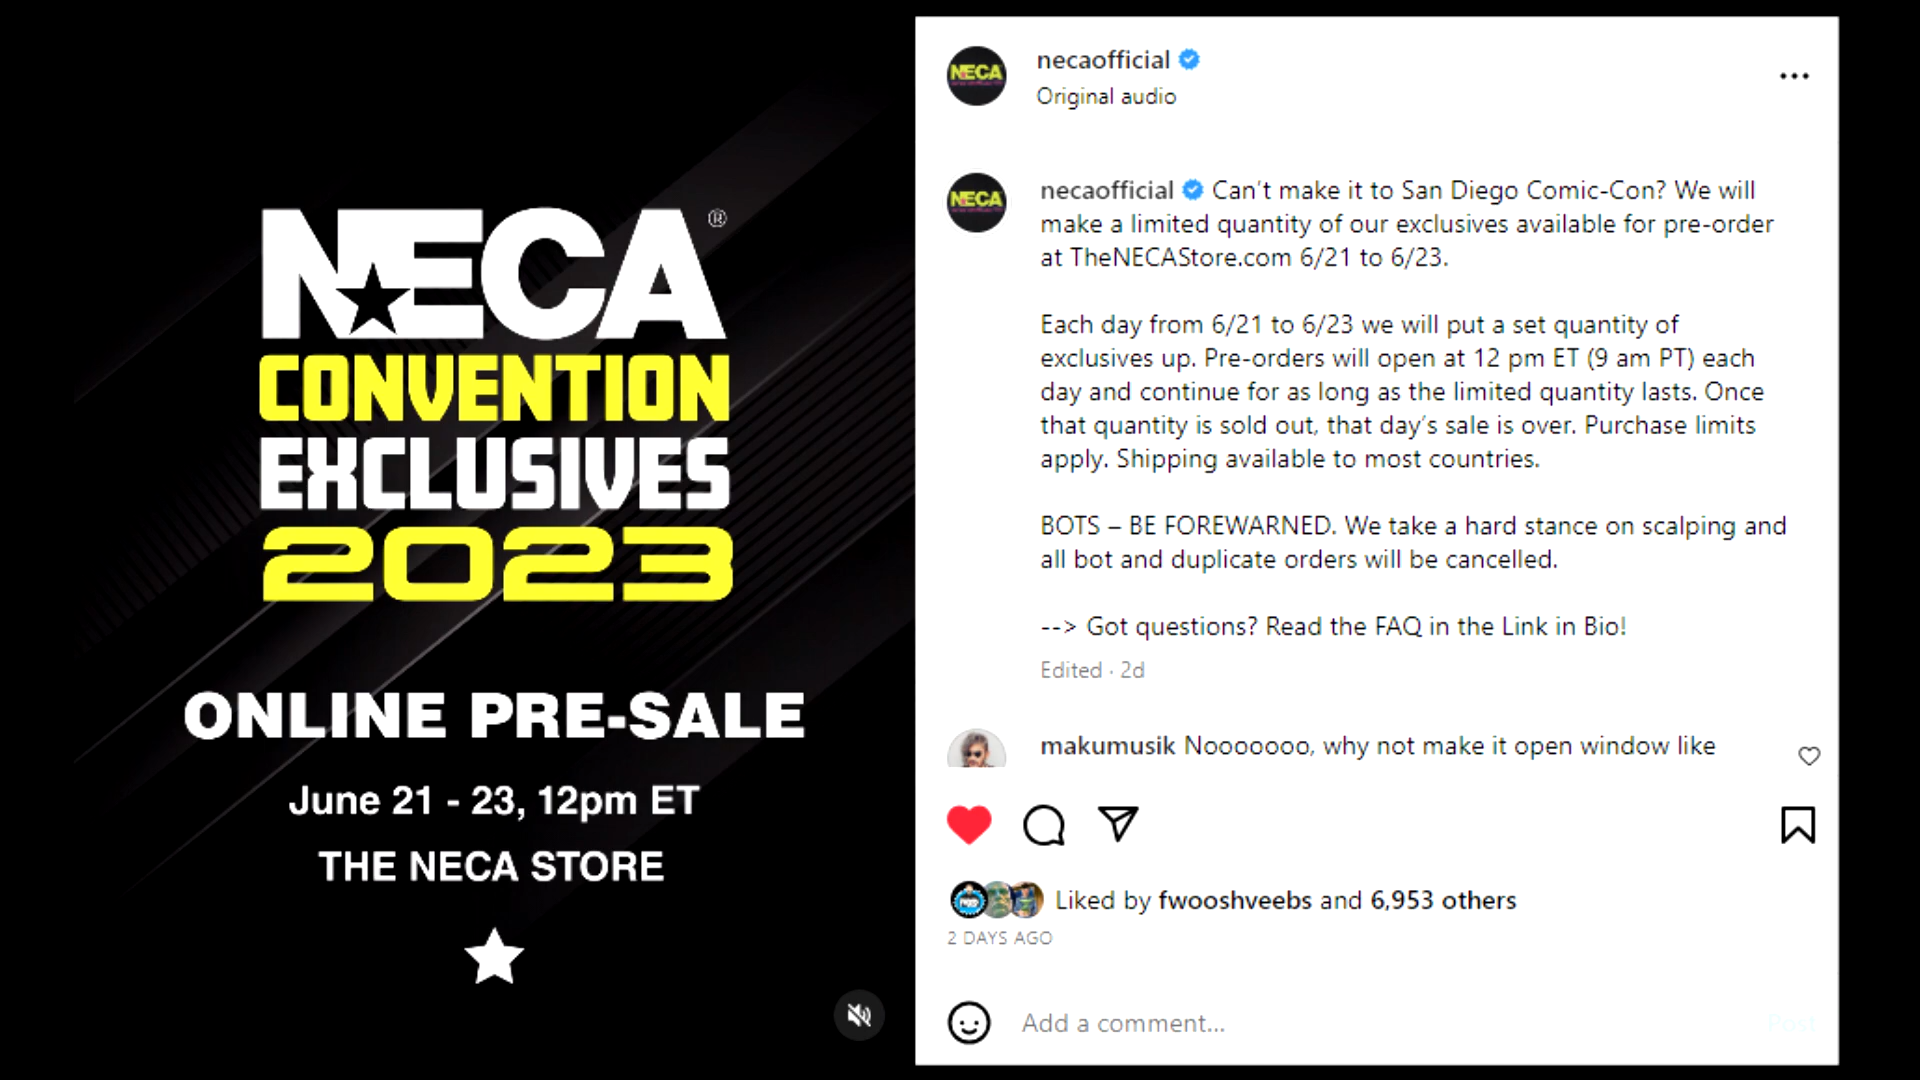 NECA®
CONVENTION
EXCLUSIVES
2023
ONLINE PRE-SALE
June 21 - 23, 12pm ET
THE NECA STORE
NECA
necaofficial
Original audio
NECA
necaofficial Can't make it to San Diego Comic-Con? We will
make a limited quantity of our exclusives available for pre-order
at TheNECAStore.com 6/21 to 6/23.
Each day from 6/21 to 6/23 we will put a set quantity of
exclusives up. Pre-orders will open at 12 pm ET (9 am PT) each
day and continue for as long as the limited quantity lasts. Once
that quantity is sold out, that day's sale is over. Purchase limits
apply. Shipping available to most countries.
BOTS – BE FOREWARNED. We take a hard stance on scalping and
all bot and duplicate orders will be cancelled.
--> Got questions? Read the FAQ in the Link in Bio!
Edited · 2d
makumusik Nooooooo, why not make it open window like
Liked by fwooshveebs and 6,953 others
2 DAYS AGO
Add a comment...
Post